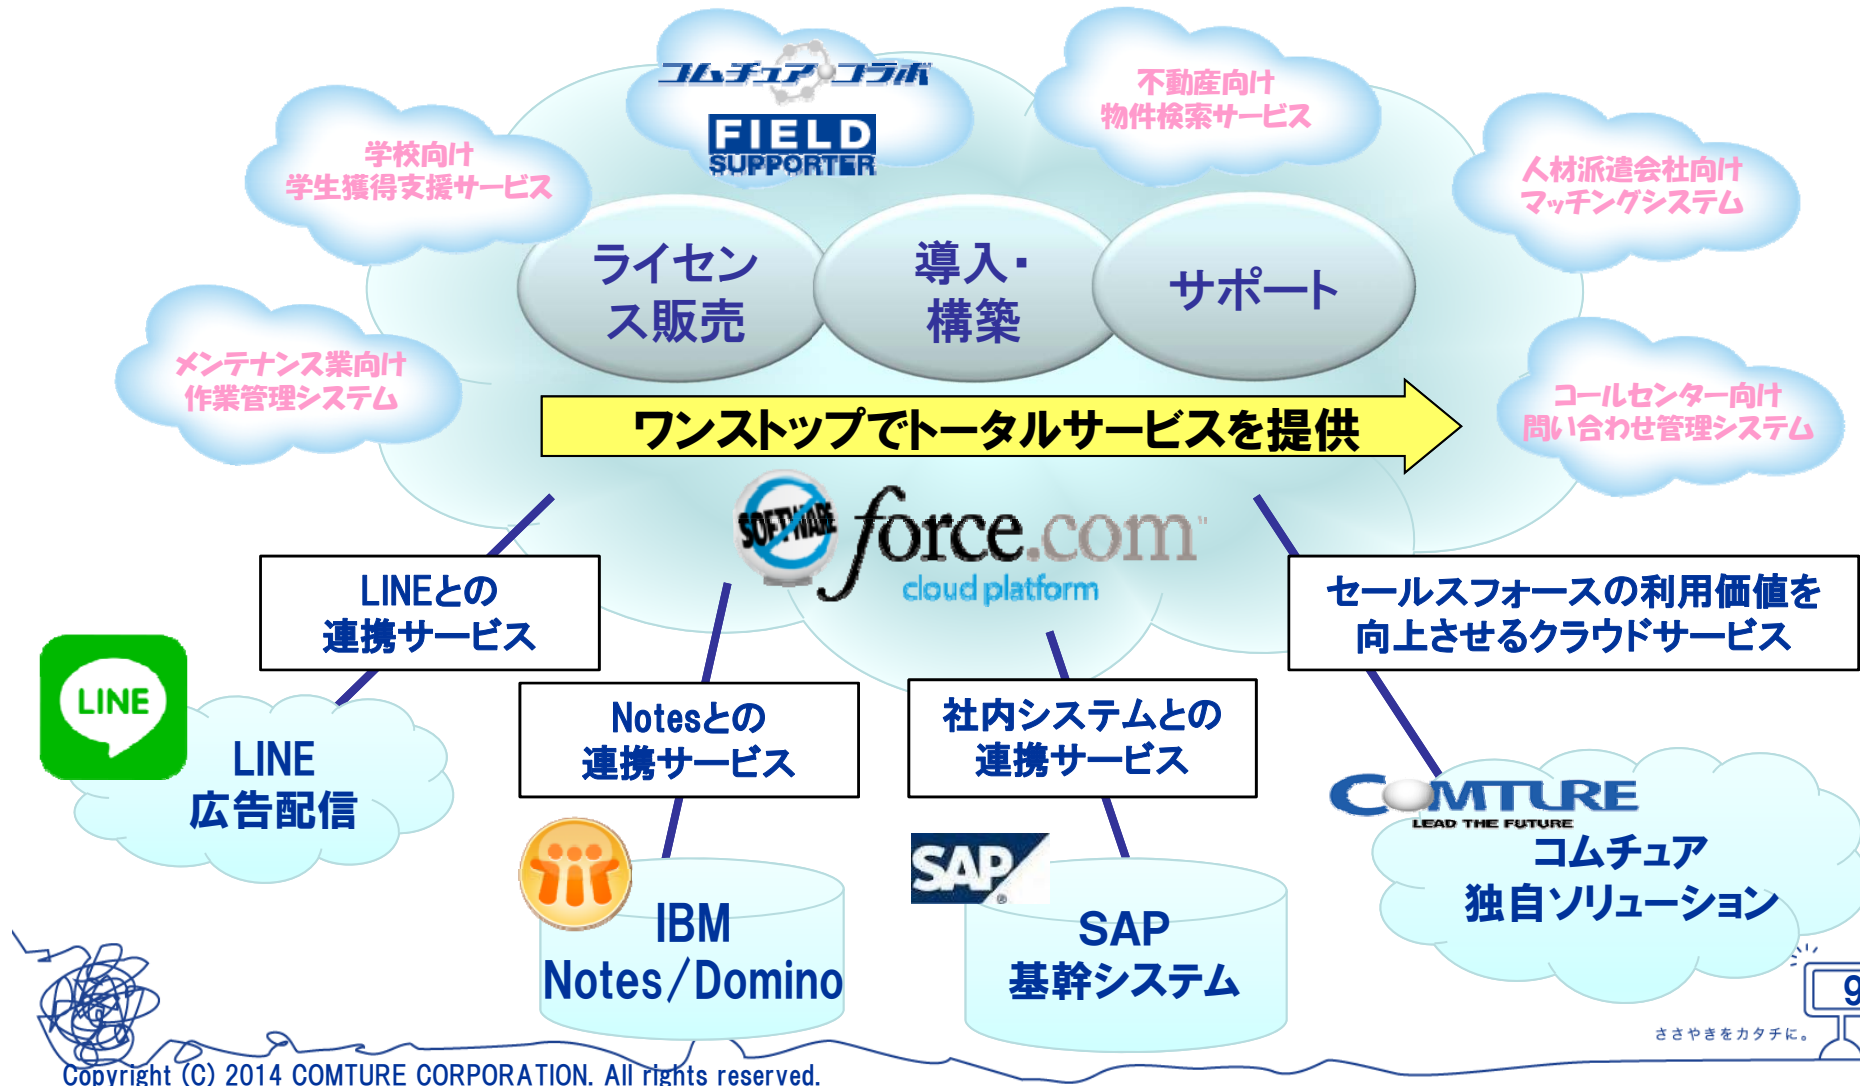 コムチュアコラボ
FIELD
SUPPORTER
不動産向け
物件検索サービス
学校向け
学生獲得支援サービス
人材派遣会社向け
マッチングシステム
ライセン
ス販売
導入・
構築
サポート
メンテナンス業向け
作業管理システム
コールセンター向け
問い合わせ管理システム
ワンストップでトータルサービスを提供
SOFTWARE
force.com™
cloud platform
LINEとの
連携サービス
セールスフォースの利用価値を
向上させるクラウドサービス
LINE
LINE
広告配信
Notesとの
連携サービス
社内システムとの
連携サービス
COMTURE
LEAD THE FUTURE
コムチュア
独自ソリューション
IBM
Notes/Domino
SAP®
SAP
基幹システム
9
ささやきをカタチに。
Copyright (C) 2014 COMTURE CORPORATION. All rights reserved.